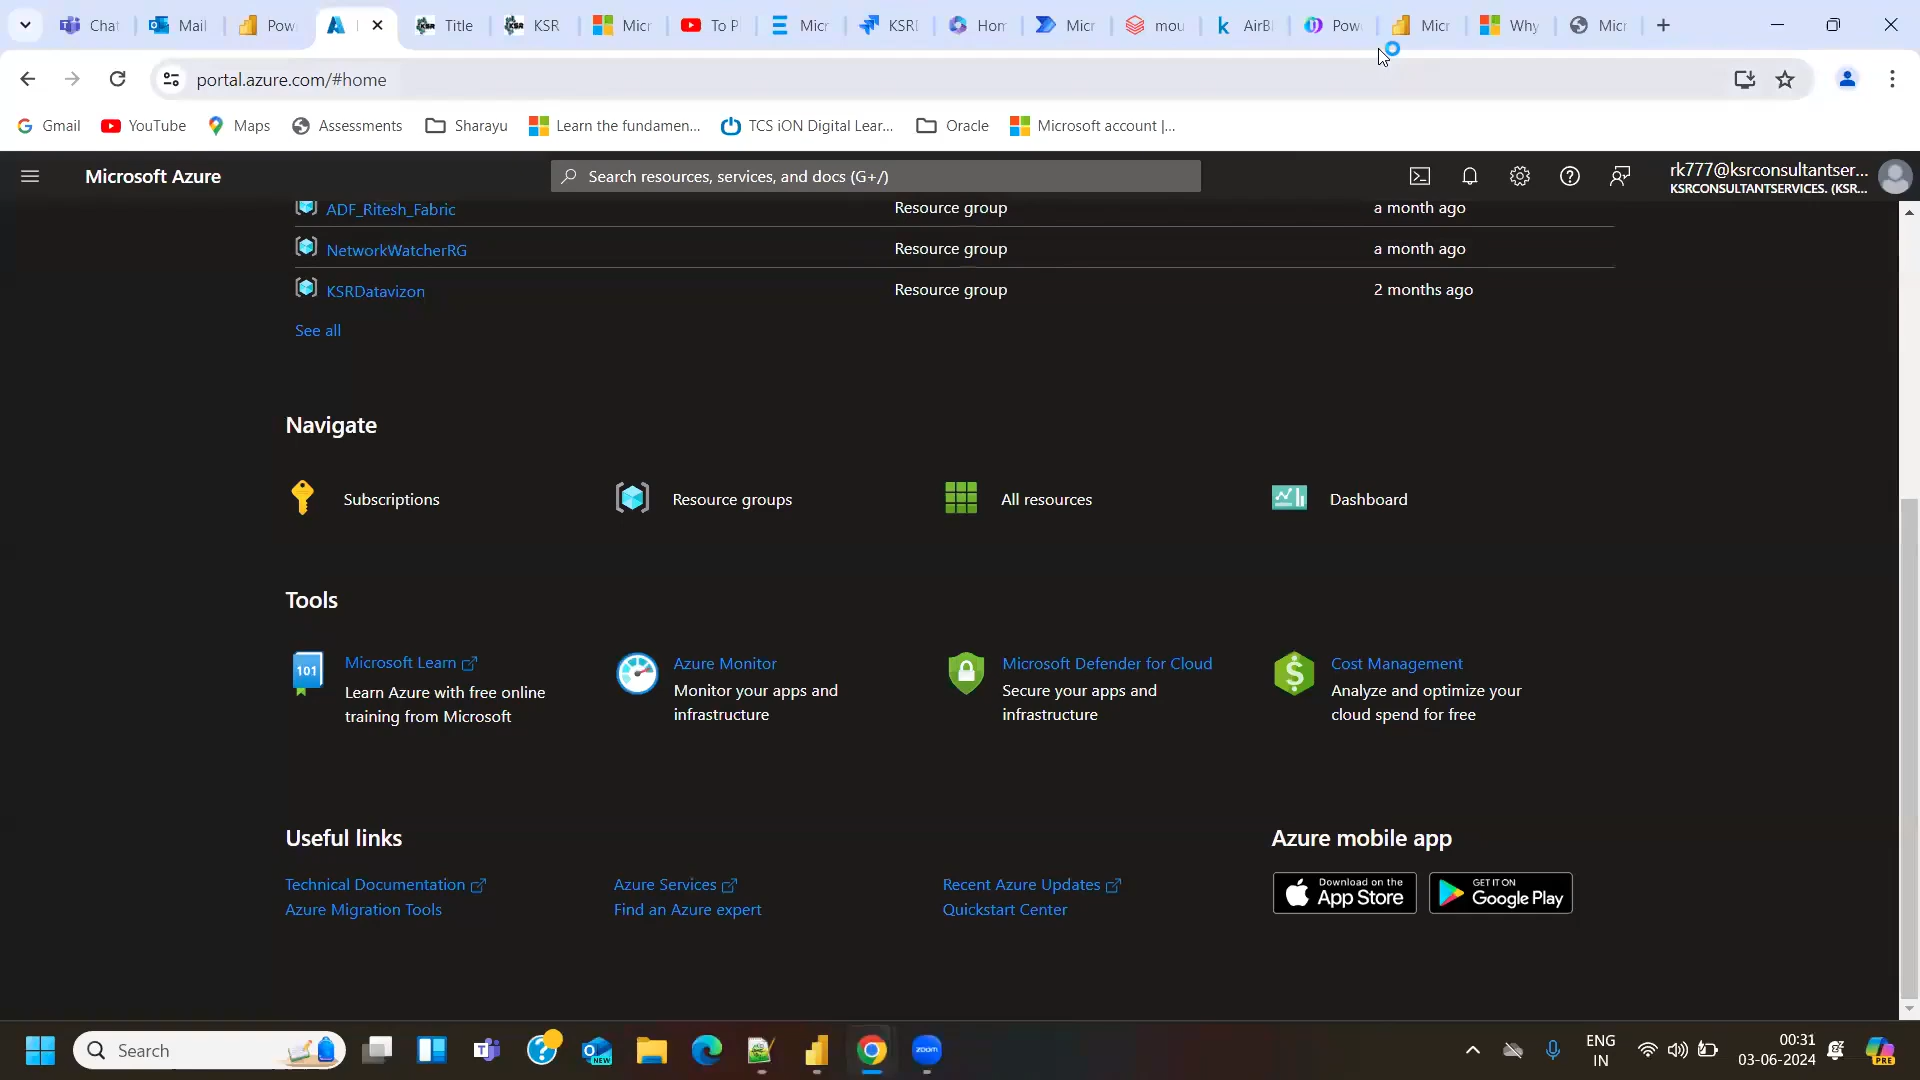 Chat
Mail
Pow
Title
KSR
Micr
To P
Micr
KSRI
Hom
Micr
mou
AirB
Pow
Micr
Why
Micr
portal.azure.com/#home
Gmail
YouTube
Maps
Assessments
Sharayu
Learn the fundamen...
TCS iON Digital Lear...
Oracle
Microsoft account |...
Microsoft Azure
Search resources, services, and docs (G+/)
rk777@ksrconsultantser...
KSRCONSULTANTSERVICES. (KSR...
ADF_Ritesh_Fabric
Resource group
a month ago
NetworkWatcherRG
Resource group
a month ago
KSRDatavizon
Resource group
2 months ago
See all
Navigate
Subscriptions
Resource groups
All resources
Dashboard
Tools
101
Microsoft Learn
Learn Azure with free online
training from Microsoft
Azure Monitor
Monitor your apps and
infrastructure
Microsoft Defender for Cloud
Secure your apps and
infrastructure
Cost Management
Analyze and optimize your
cloud spend for free
Useful links
Azure mobile app
Technical Documentation
Azure Services
Recent Azure Updates
Azure Migration Tools
Find an Azure expert
Quickstart Center
Download on the
App Store
GET IT ON
Google Play
Search
NEW
zoom
ENG
IN
00:31
03-06-2024
PRE